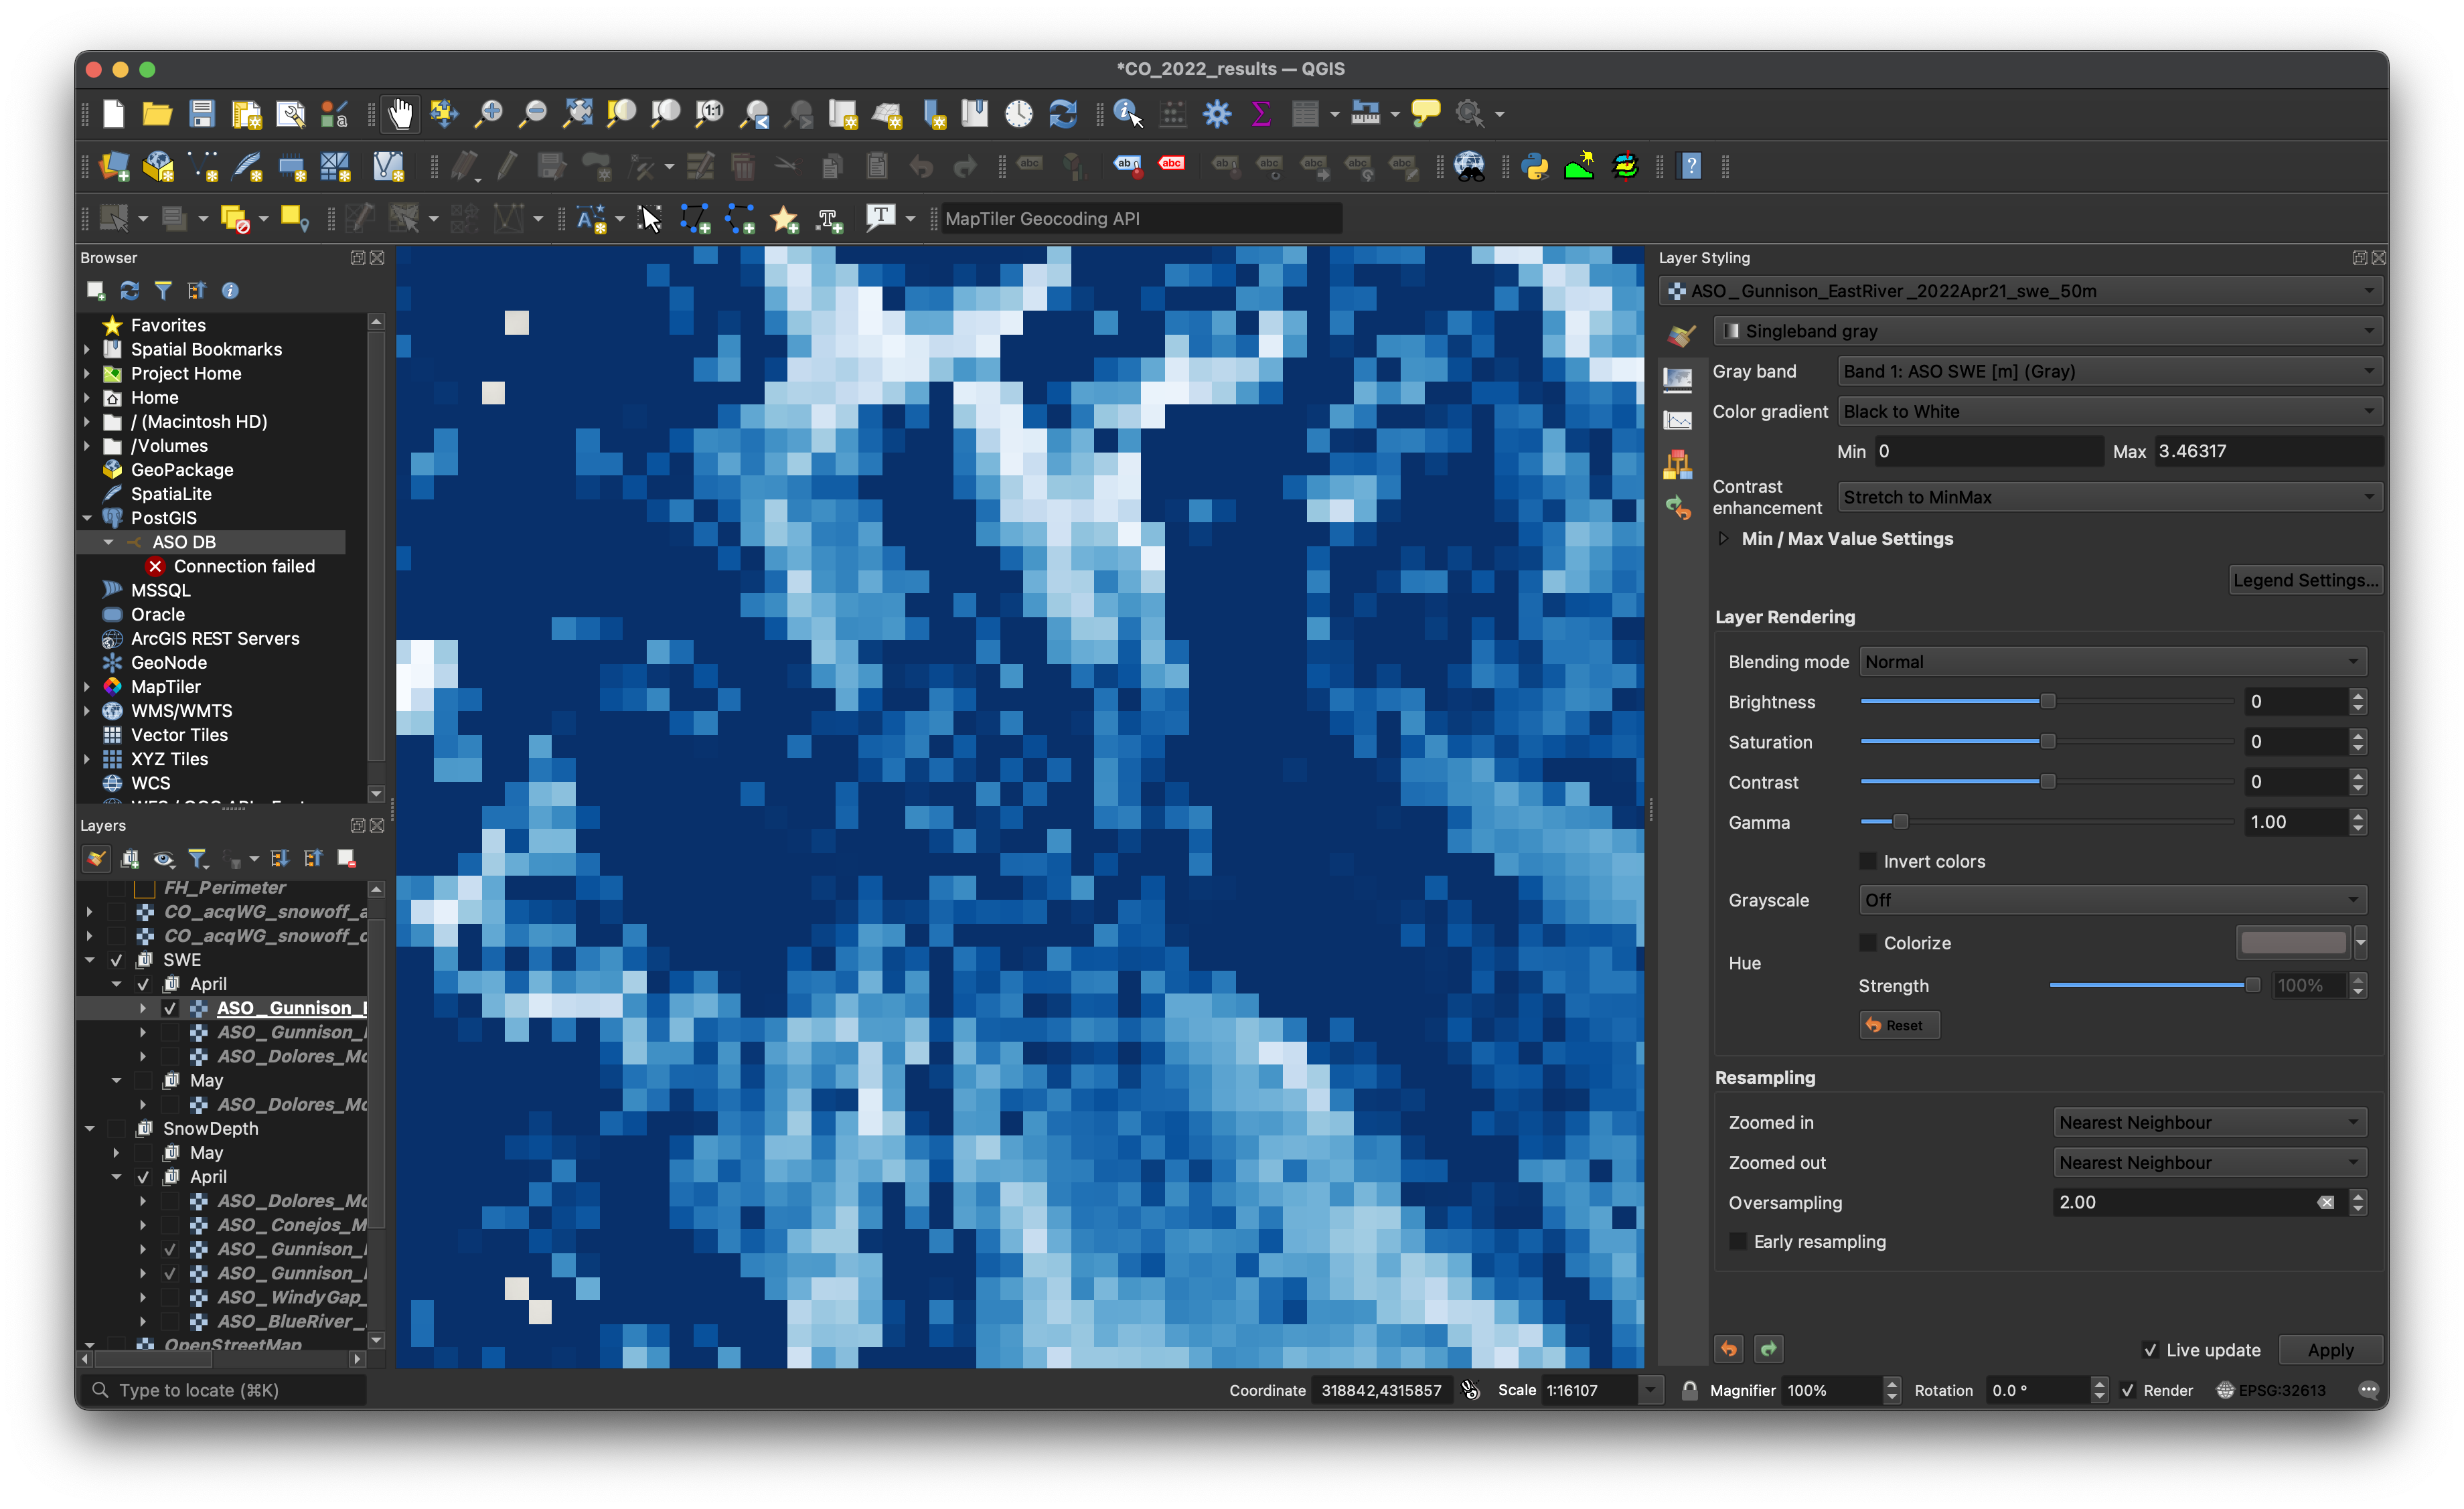 *CO_2022_results — QGIS
MapTiler Geocoding API
Browser
Favorites
Spatial Bookmarks
Project Home
Home
/ (Macintosh HD)
/Volumes
GeoPackage
SpatiaLite
PostGIS
ASO DB
Connection failed
MSSQL
Oracle
ArcGIS REST Servers
GeoNode
MapTiler
WMS/WMTS
Vector Tiles
XYZ Tiles
WCS
Layers
FH_Perimeter
CO_acqWG_snowoff_a
CO_acqWG_snowoff_c
SWE
April
ASO_Gunnison_
ASO_Gunnison_
ASO_Dolores_Mc
May
ASO_Dolores_Mc
SnowDepth
May
April
ASO_Dolores_Mc
ASO_Conejos_M
ASO_Gunnison_
ASO_Gunnison_
ASO_WindyGap_
ASO_BlueRiver_
OpenStreetMap
Type to locate (⌘K)
Layer Styling
ASO_Gunnison_EastRiver_2022Apr21_swe_50m
Singleband gray
Gray band Band 1: ASO SWE [m] (Gray)
Color gradient Black to White
Min 0 Max 3.46317
Contrast enhancement Stretch to MinMax
Min / Max Value Settings
Legend Settings...
Layer Rendering
Blending mode Normal
Brightness 0
Saturation 0
Contrast 0
Gamma 1.00
Invert colors
Grayscale Off
Colorize
Hue
Strength 100%
Reset
Resampling
Zoomed in Nearest Neighbour
Zoomed out Nearest Neighbour
Oversampling 2.00
Early resampling
Live update Apply
Coordinate 318842,4315857 Scale 1:16107 Magnifier 100% Rotation 0.0 ° Render EPSG:32613